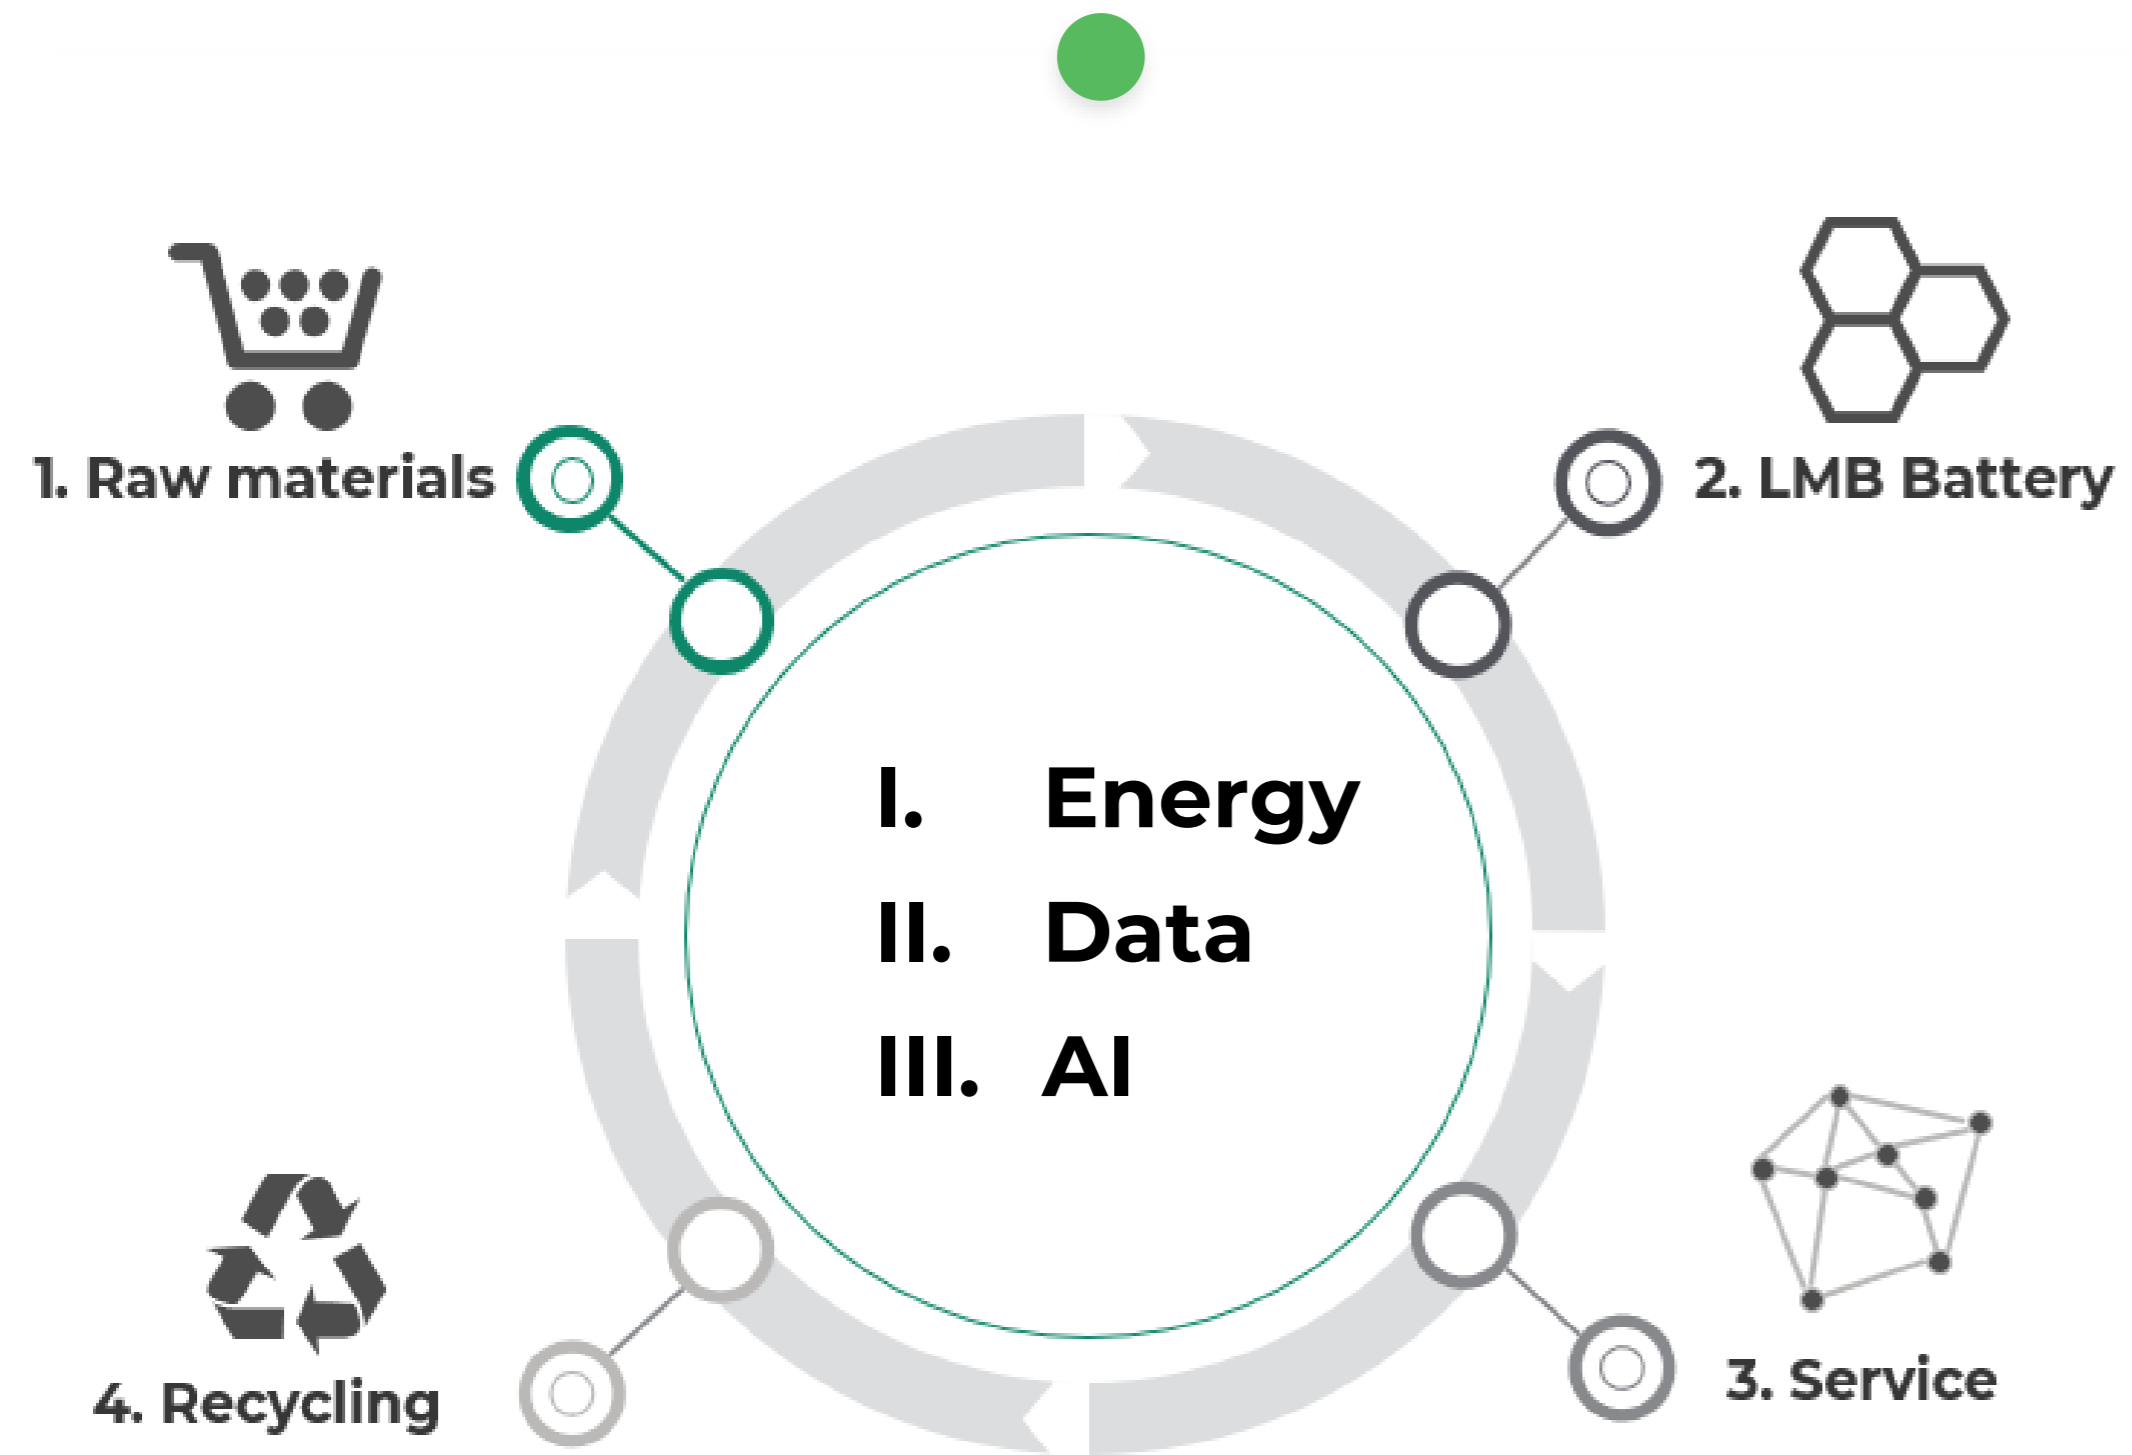 1. Raw materials
2. LMB Battery
I. Energy
II. Data
III. AI
3. Service
4. Recycling